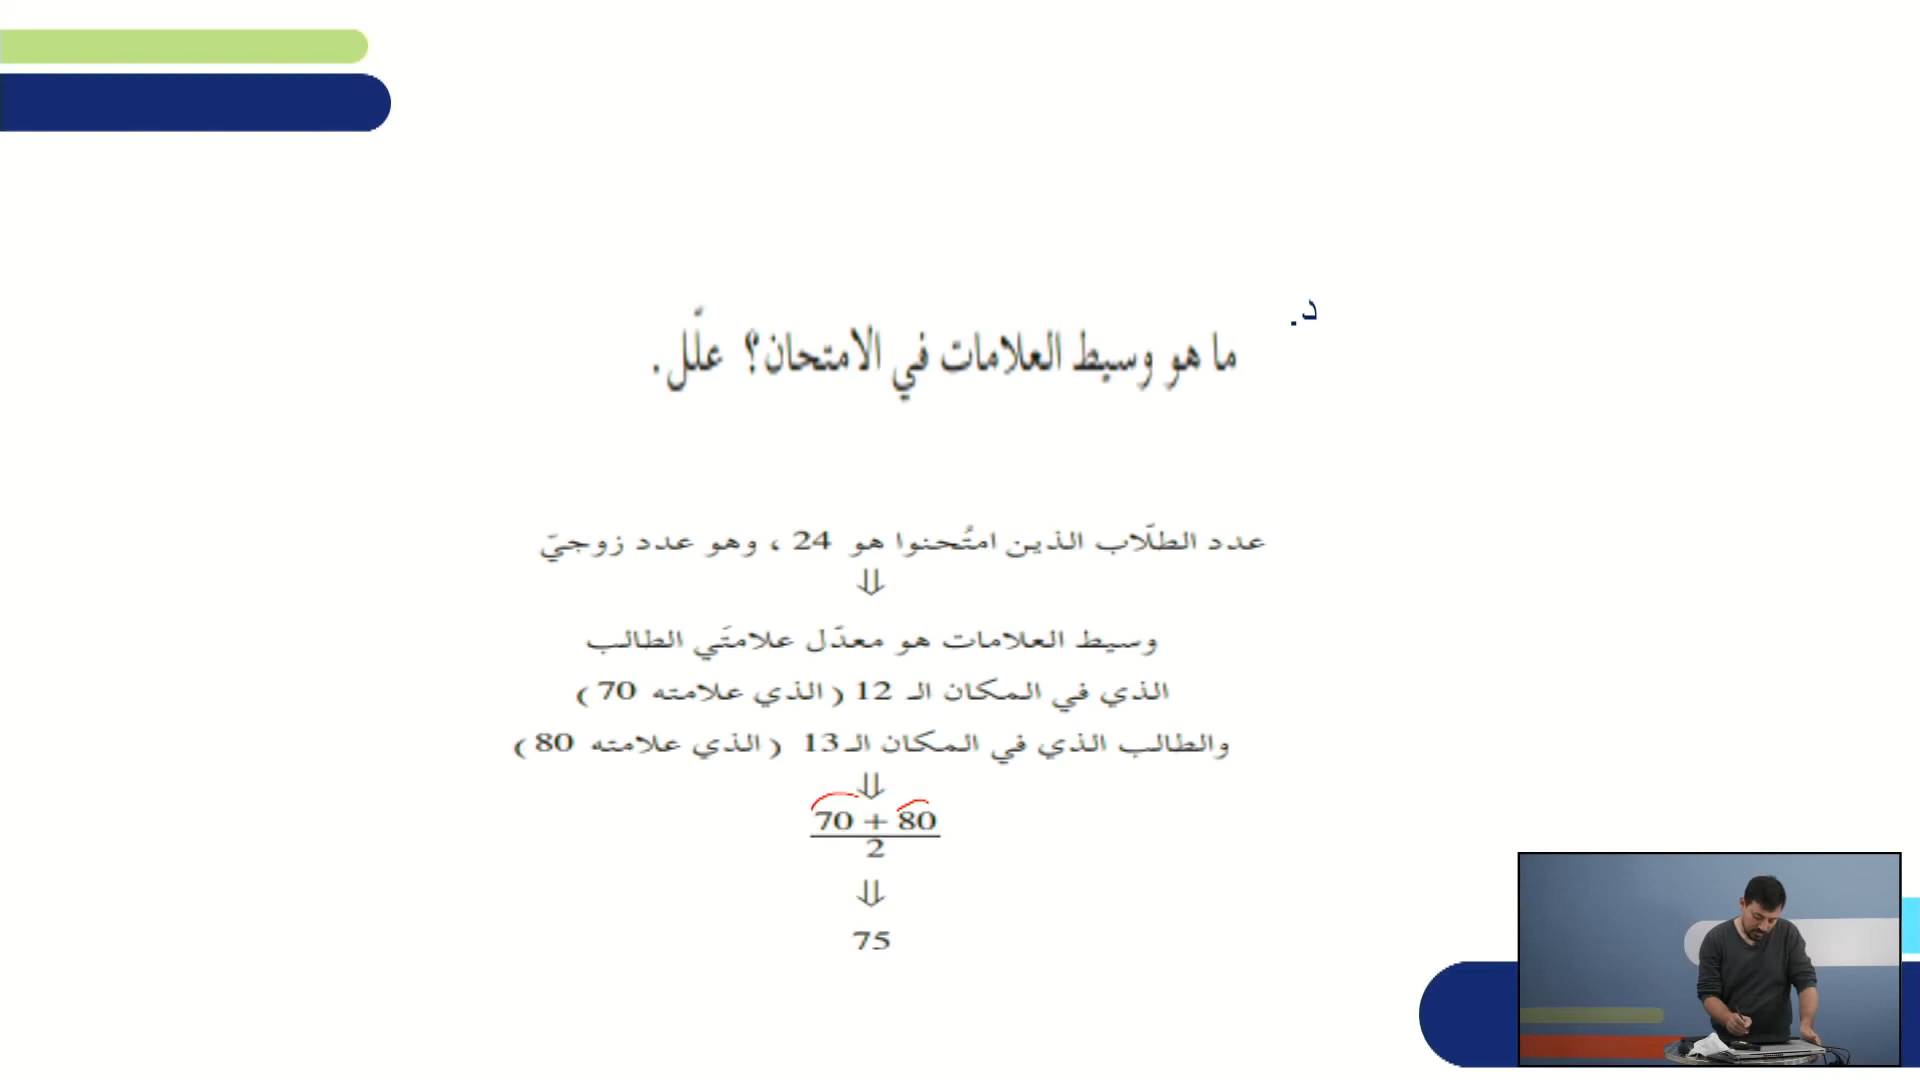 د.
ما هو وسيط العلامات في الامتحان؟ علّل.
عدد الطلّاب الذين امتُحنوا هو 24 ، وهو عدد زوجيّ
⇓
وسيط العلامات هو معدّل علامتَي الطالب
الذي في المكان الـ 12 (الذي علامته 70)
والطالب الذي في المكان الـ13 (الذي علامته 80)
⇓
70 + 80
2
⇓
75